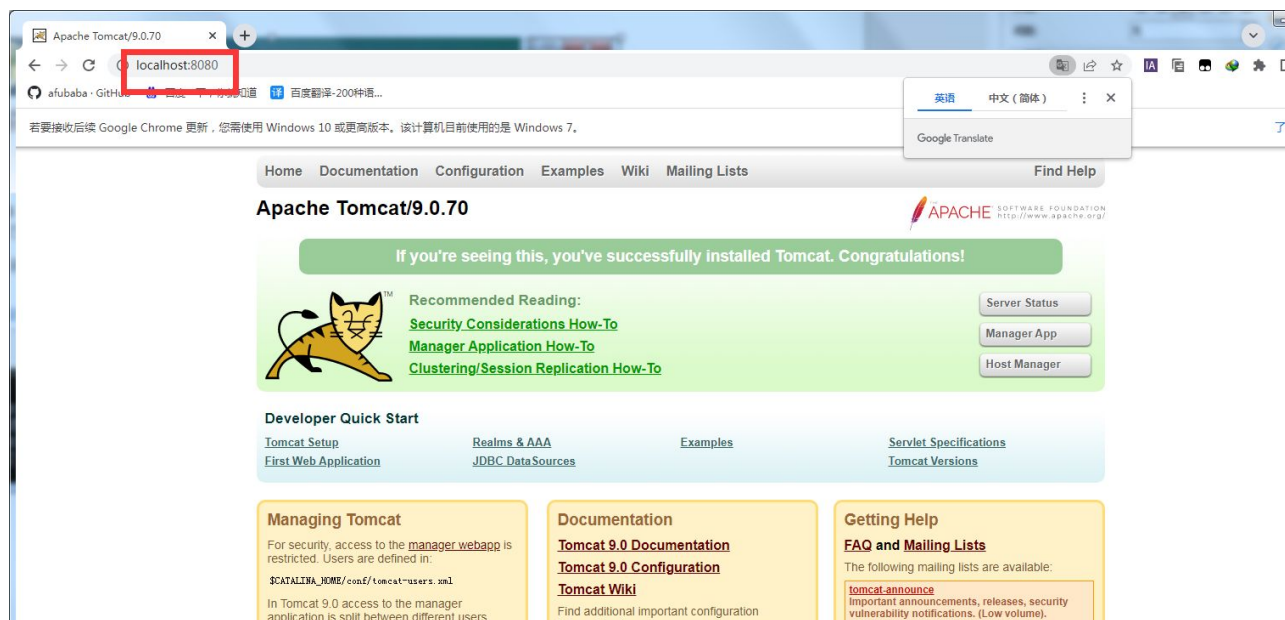 Apache Tomcat/9.0.70
localhost:8080
afubaba · GitHub
百度翻译-200种语...
英语 中文（简体）
Google Translate
若要接收后续 Google Chrome 更新，您需使用 Windows 10 或更高版本。该计算机目前使用的是 Windows 7。
了
Home Documentation Configuration Examples Wiki Mailing Lists Find Help
Apache Tomcat/9.0.70
THE APACHE SOFTWARE FOUNDATION
http://www.apache.org/
If you're seeing this, you've successfully installed Tomcat. Congratulations!
TM
Recommended Reading:
Security Considerations How-To
Manager Application How-To
Clustering/Session Replication How-To
Server Status
Manager App
Host Manager
Developer Quick Start
Tomcat Setup
First Web Application
Realms & AAA
JDBC DataSources
Examples
Servlet Specifications
Tomcat Versions
Managing Tomcat
For security, access to the manager webapp is
restricted. Users are defined in:
$CATALINA_HOME/conf/tomcat-users.xml
In Tomcat 9.0 access to the manager
application is split between different users.
Documentation
Tomcat 9.0 Documentation
Tomcat 9.0 Configuration
Tomcat Wiki
Find additional important configuration
Getting Help
FAQ and Mailing Lists
The following mailing lists are available:
tomcat-announce
Important announcements, releases, security
vulnerability notifications. (Low volume).